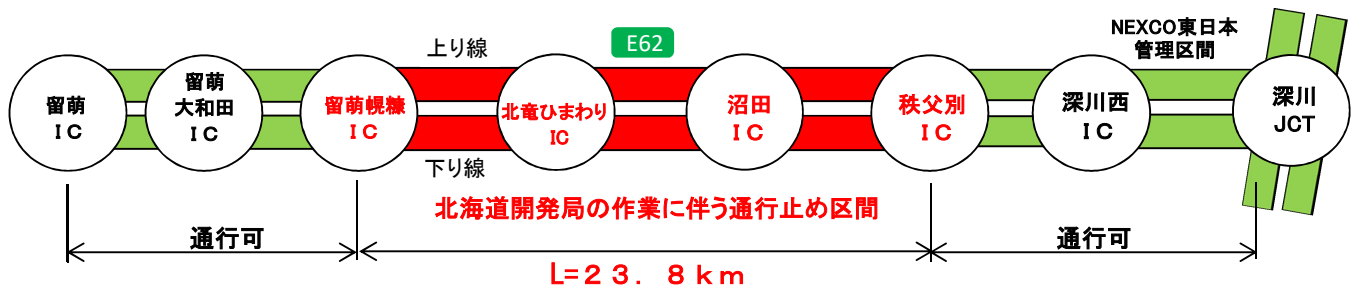 上り線
E62
NEXCO東日本
管理区間
留萌
IC
留萌
大和田
IC
留萌幌糠
IC
北竜ひまわり
IC
沼田
IC
秩父別
IC
深川西
IC
深川
JCT
下り線
北海道開発局の作業に伴う通行止め区間
通行可
通行可
L=23.8km